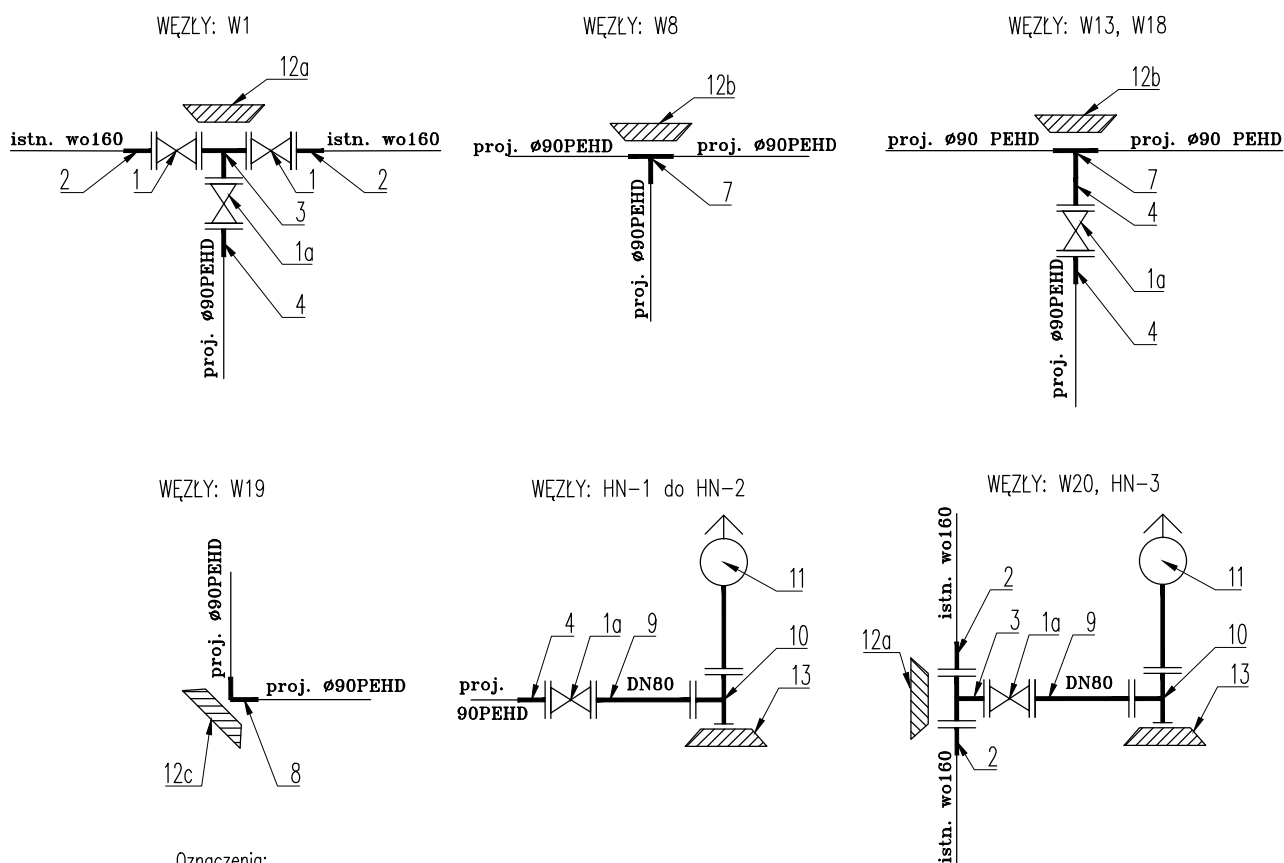 WĘZŁY: W1
12a
istn. wo160
istn. wo160
2
1
1
2
3
1a
4
proj. ø90PEHD
WĘZŁY: W8
12b
proj. ø90PEHD
proj. ø90PEHD
7
proj. ø90PEHD
WĘZŁY: W13, W18
12b
proj. ø90 PEHD
proj. ø90 PEHD
7
4
1a
4
proj. ø90PEHD
WĘZŁY: W19
proj. ø90PEHD
proj. ø90PEHD
12c
8
WĘZŁY: HN-1 do HN-2
11
4
1a
9
10
proj.
90PEHD
DN80
13
WĘZŁY: W20, HN-3
istn. wo160
2
11
12a
3
1a
9
10
DN80
13
2
istn. wo160
Oznaczenia: